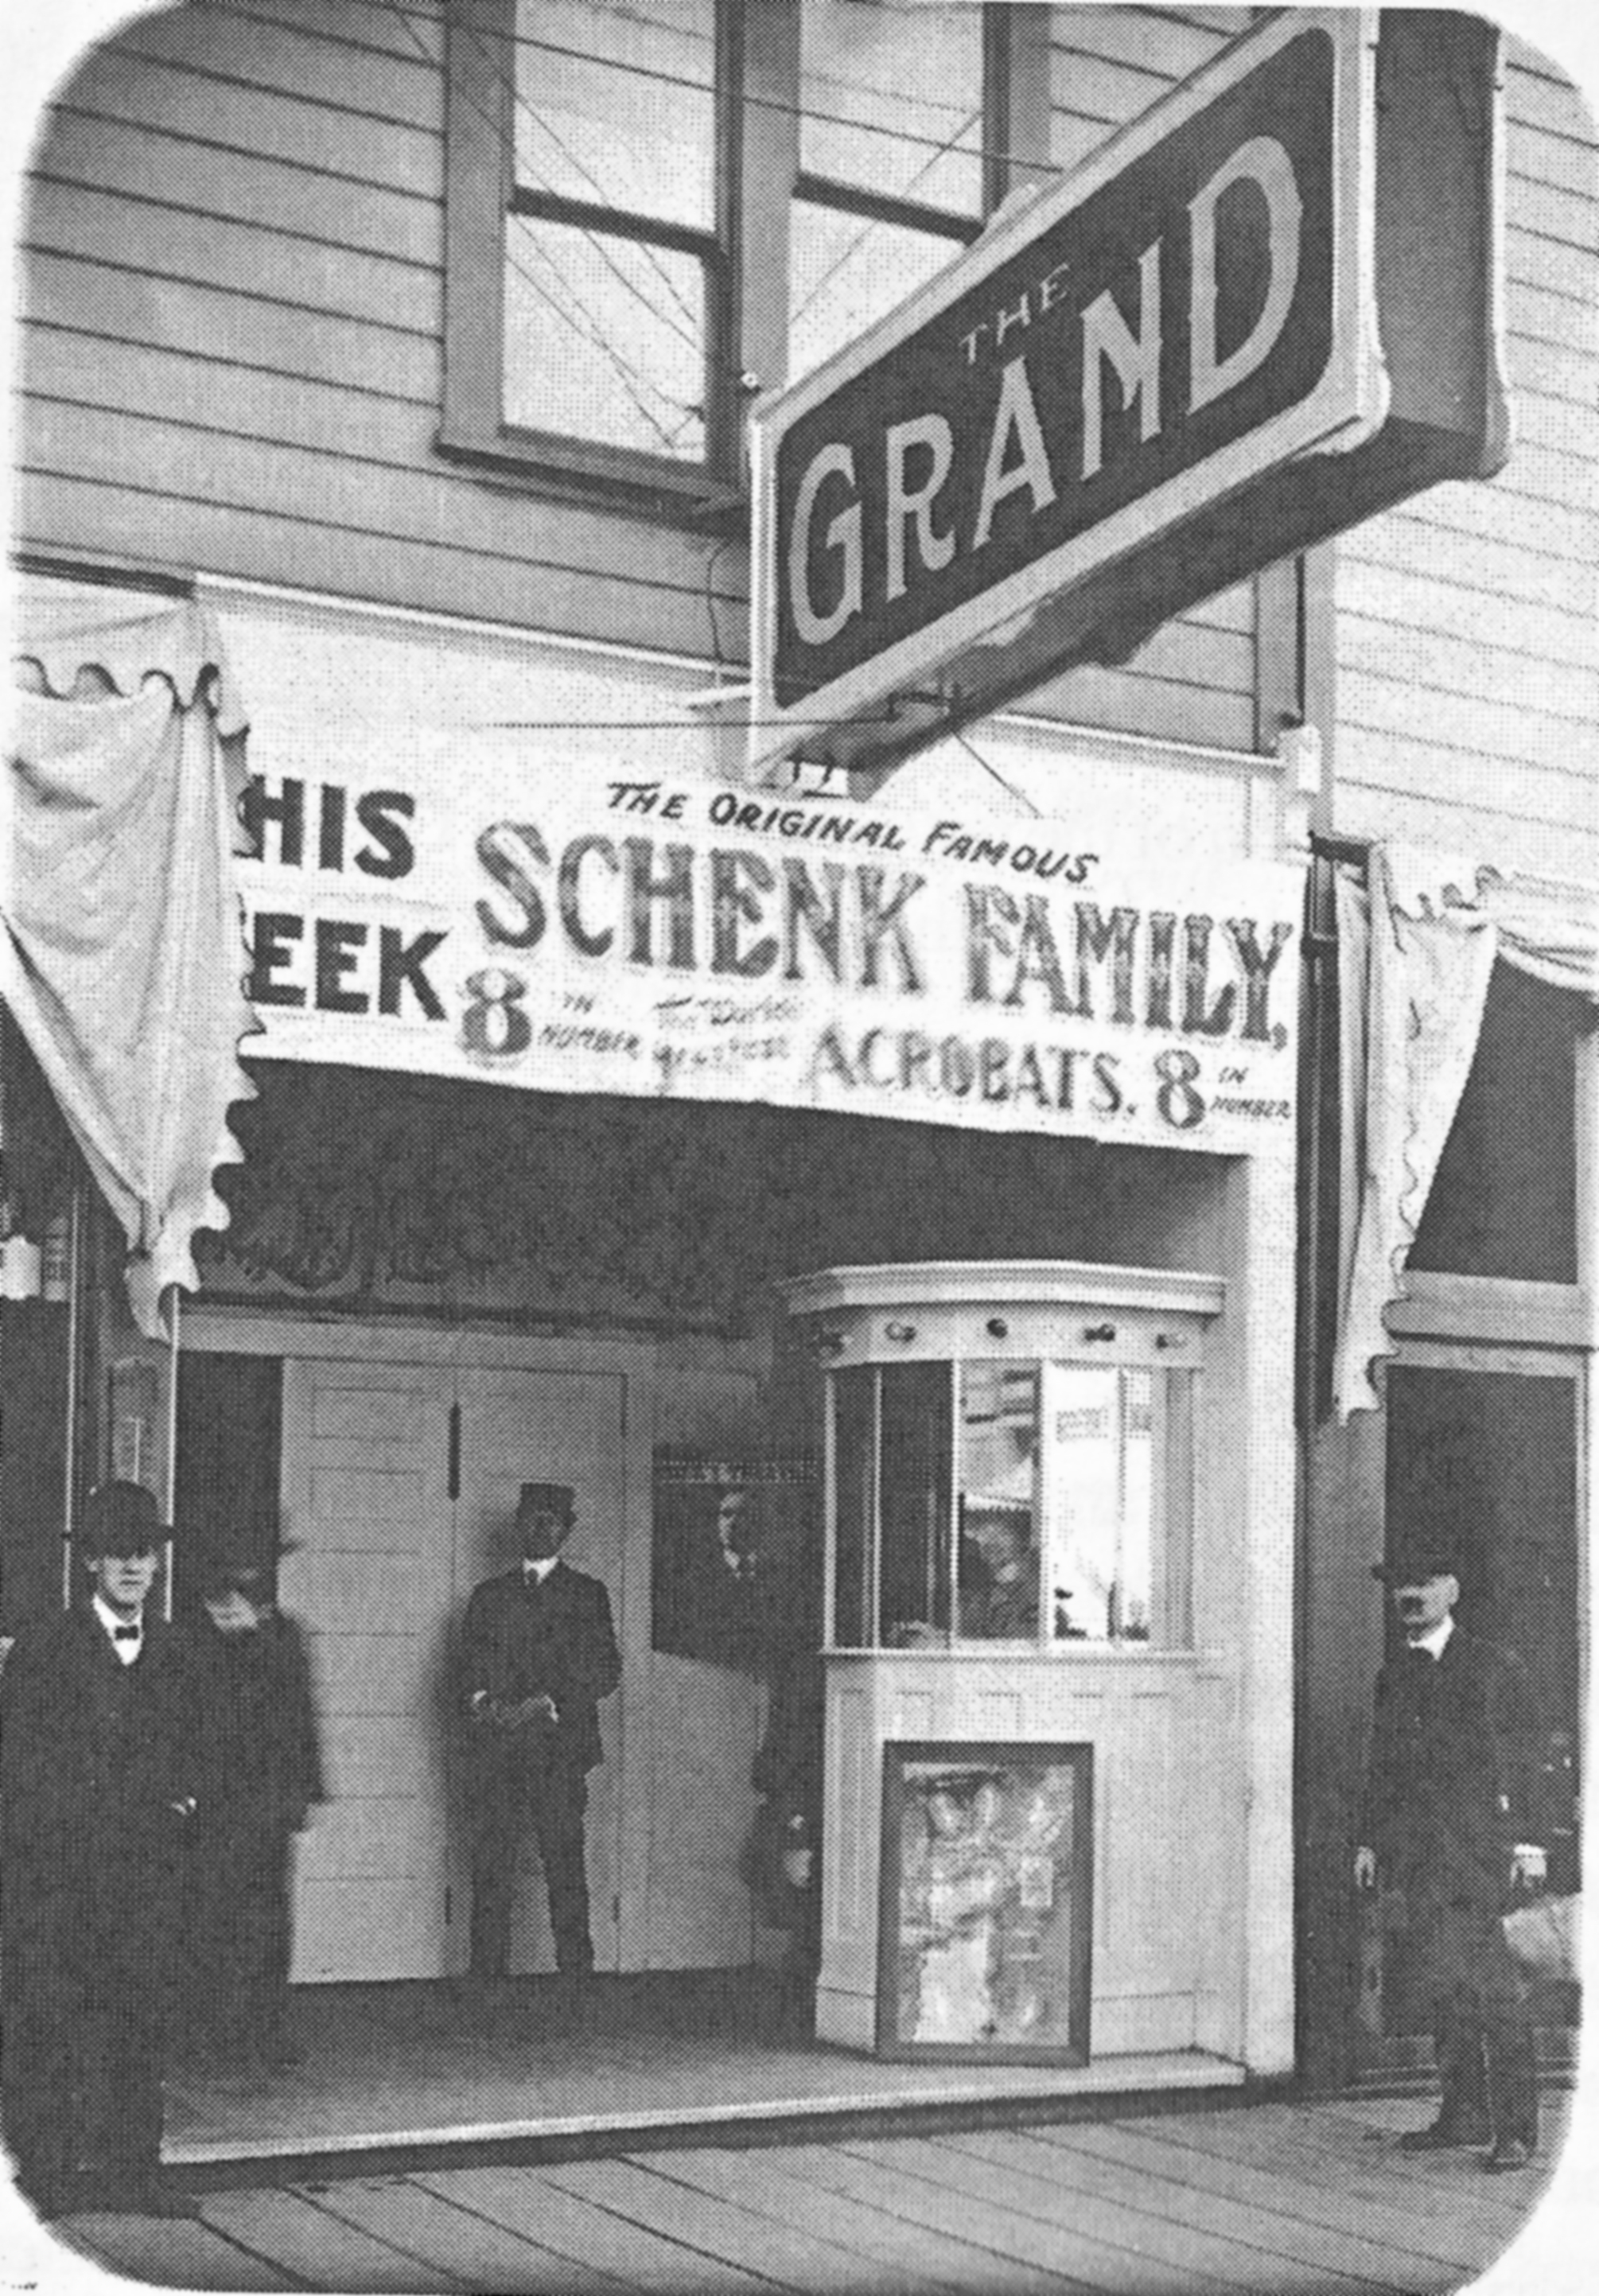 THE
GRAND
HIS
EEK
THE ORIGINAL FAMOUS
SCHENK FAMILY,
8 IN NUMBER ACROBATS. 8 IN NUMBER